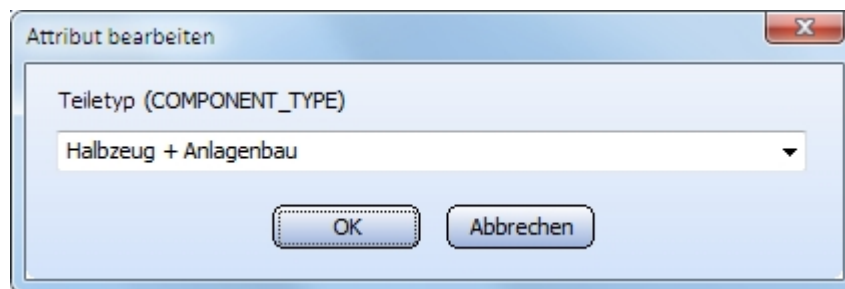 Attribut bearbeiten
Teiletyp (COMPONENT_TYPE)
Halbzeug + Anlagenbau
OK Abbrechen